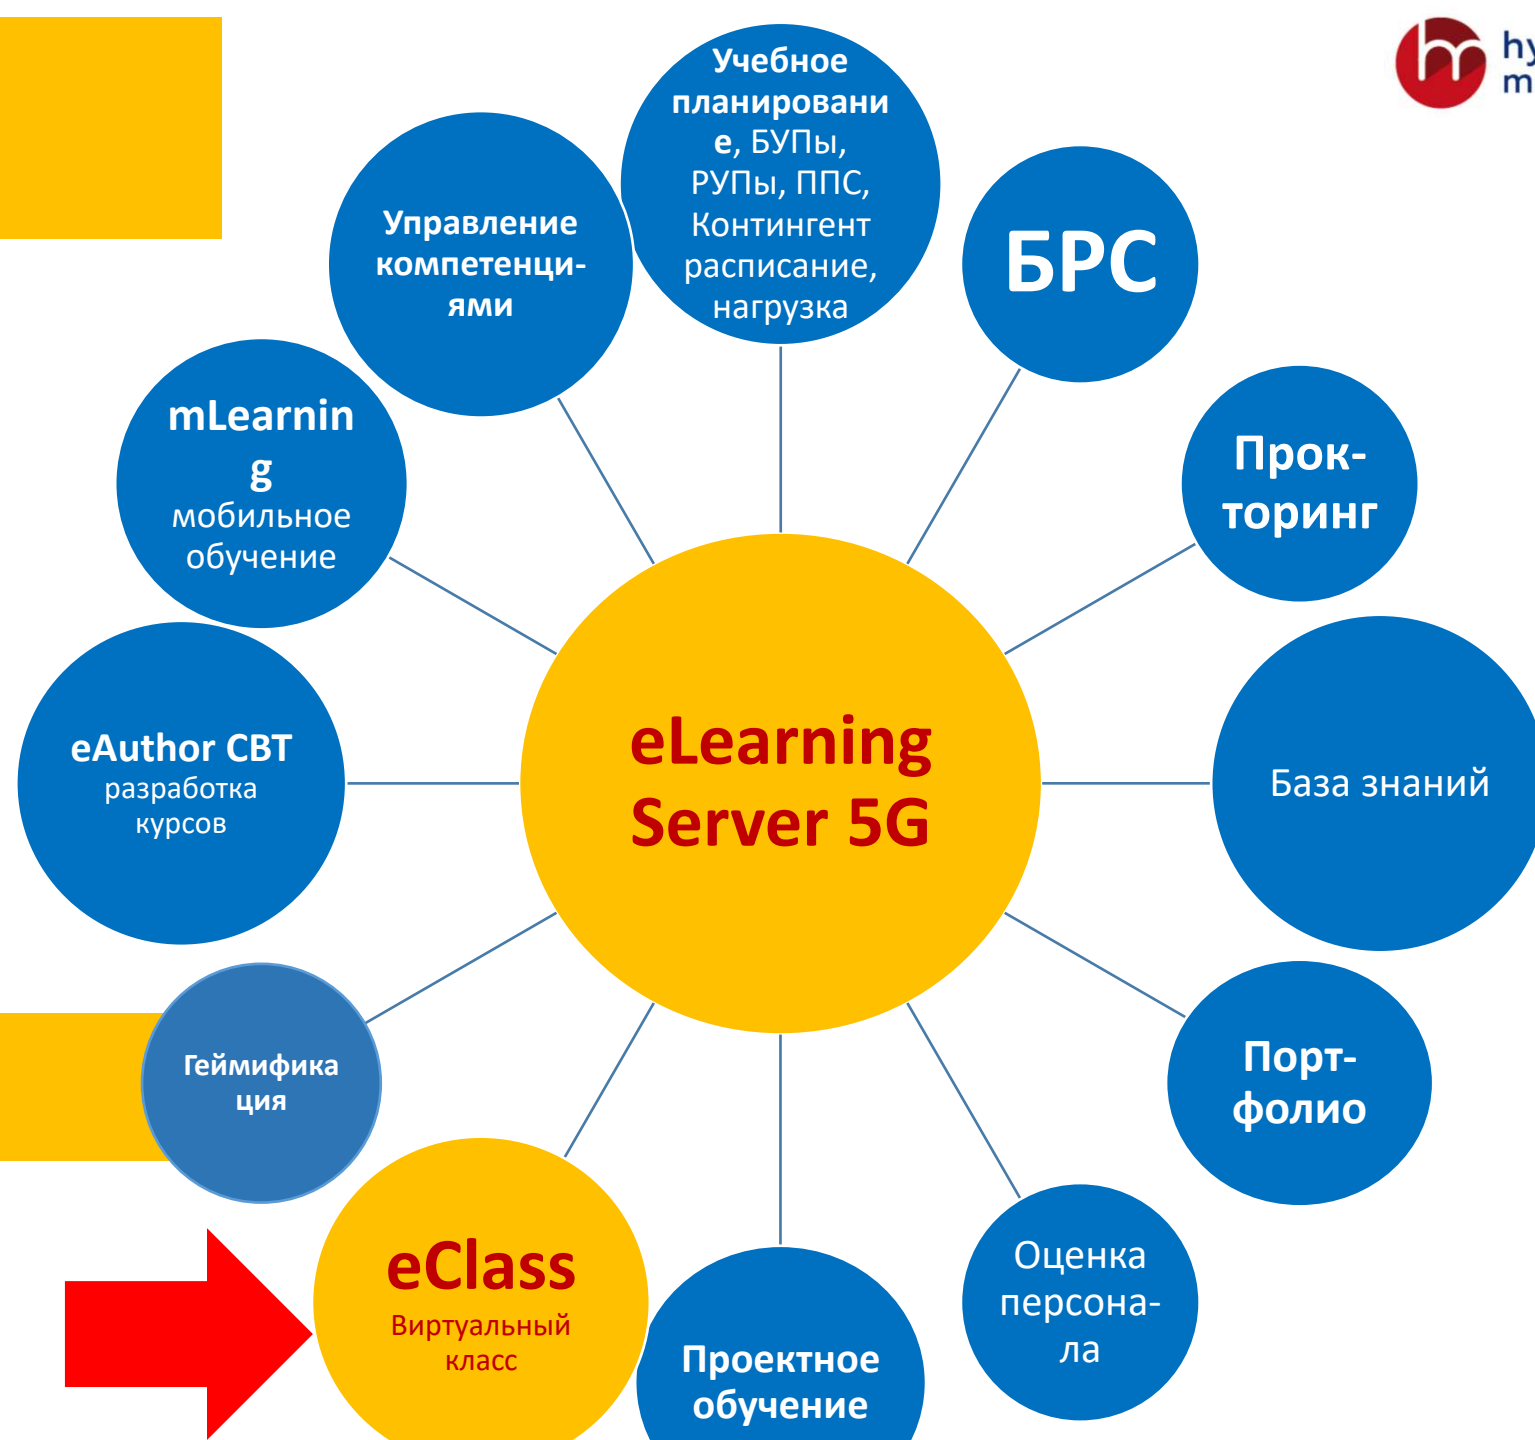 hy
m
Учебное
планировани
е, БУПы,
РУПы, ППС,
Контингент
расписание,
нагрузка
БРС
Прок-
торинг
База знаний
Порт-
фолио
Оценка
персона-
ла
Проектное
обучение
eClass
Виртуальный
класс
Геймифика
ция
eAuthor CBT
разработка
курсов
mLearnin
g
мобильное
обучение
Управление
компетенци-
ями
eLearning
Server 5G